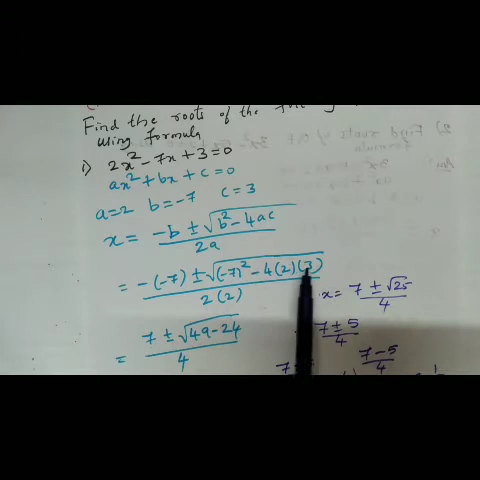 Find the roots of the
using formula
i) 2x² - 7x + 3 = 0
ax² + bx + c = 0
a=2 b=-7 c=3
x = -b ± √b² - 4ac / 2a
= -(-7) ± √(-7)² - 4(2)(3) / 2(2)
= 7 ± √49-24 / 4
x = 7 ± √25 / 4
7 ± 5 / 4
7-5 / 4